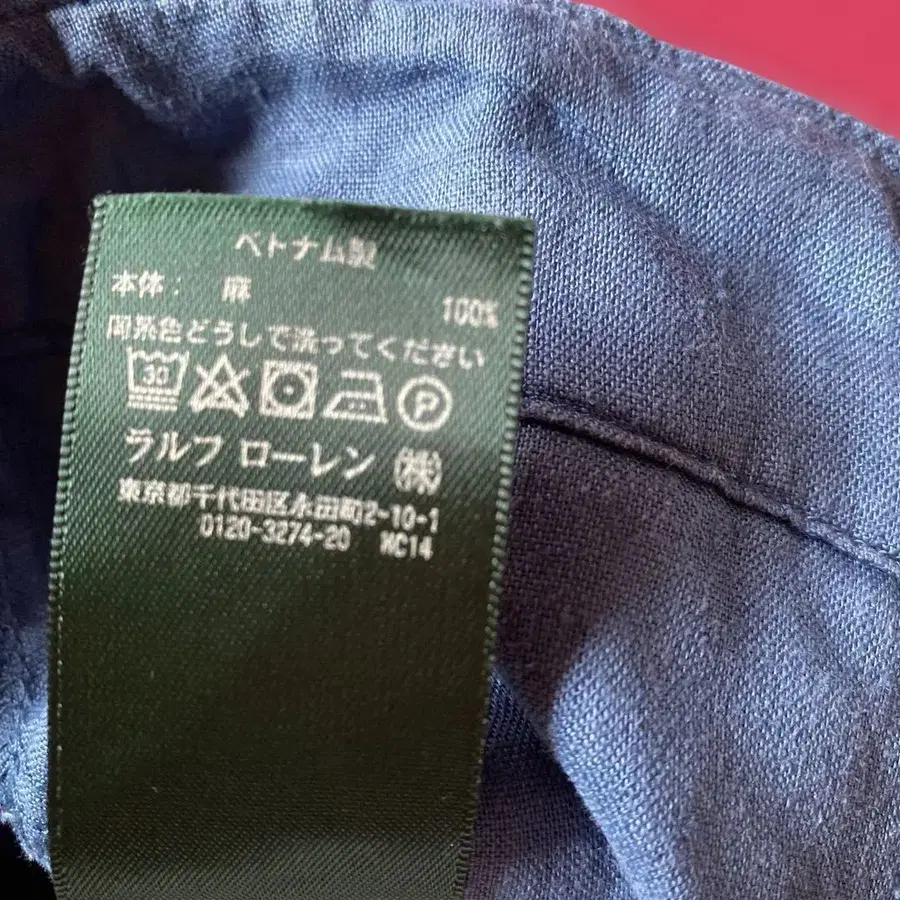 ベトナム製
本体： 麻 100%
同系色どうしで洗ってください
30 P
ラルフ ローレン ㈱
東京都千代田区永田町2-10-1
0120-3274-20 WC14